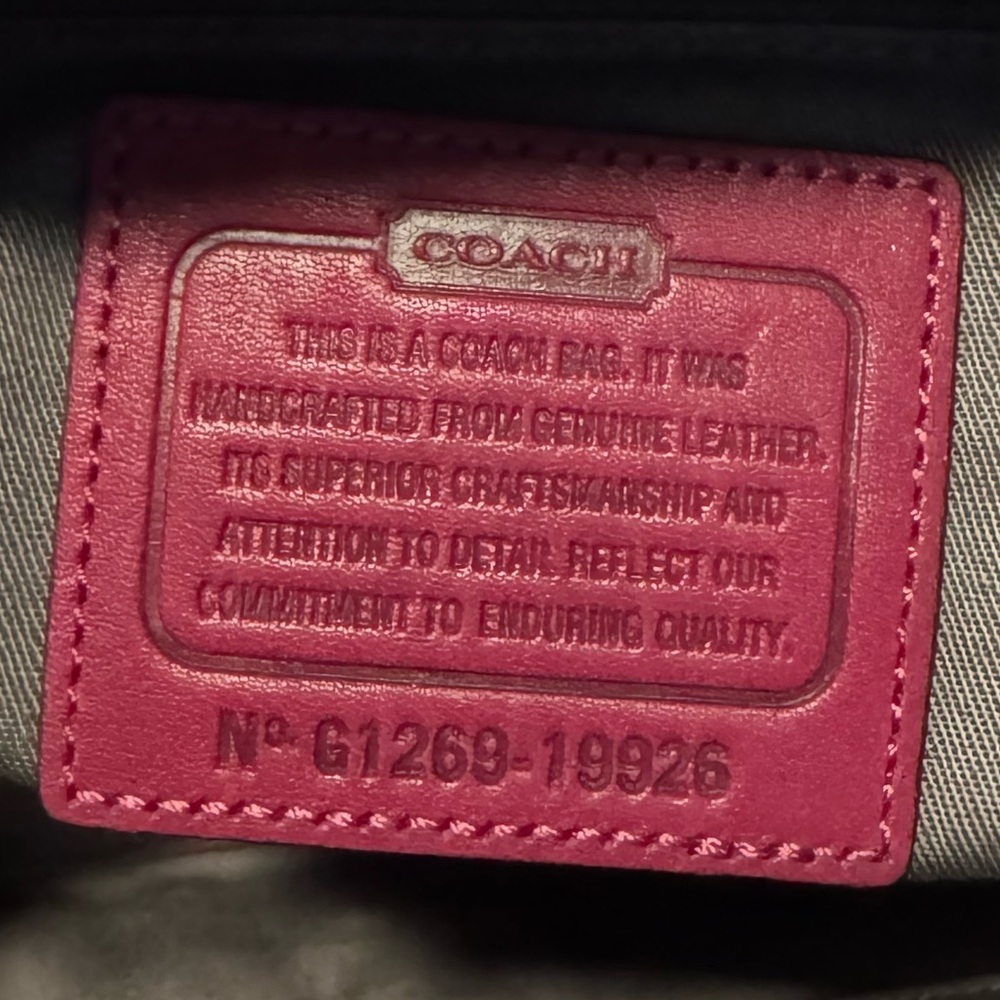 COACH
THIS IS A COACH BAG. IT WAS
HANDCRAFTED FROM GENUINE LEATHER.
ITS SUPERIOR CRAFTSMANSHIP AND
ATTENTION TO DETAIL REFLECT OUR
COMMITMENT TO ENDURING QUALITY.
Nº G1269-19926